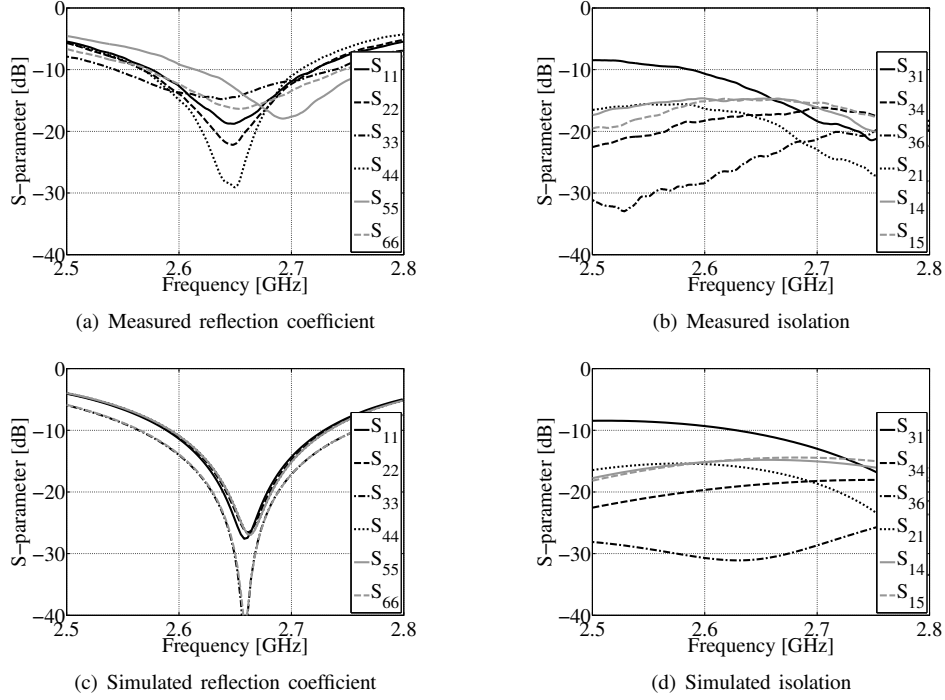 0
−10
−20
−30
−40
S−parameter [dB]
2.5 2.6 2.7 2.8
Frequency [GHz]
S11
S22
S33
S44
S55
S66
(a) Measured reflection coefficient
0
−10
−20
−30
−40
S−parameter [dB]
2.5 2.6 2.7 2.8
Frequency [GHz]
S31
S34
S36
S21
S14
S15
(b) Measured isolation
0
−10
−20
−30
−40
S−parameter [dB]
2.5 2.6 2.7 2.8
Frequency [GHz]
S11
S22
S33
S44
S55
S66
(c) Simulated reflection coefficient
0
−10
−20
−30
−40
S−parameter [dB]
2.5 2.6 2.7 2.8
Frequency [GHz]
S31
S34
S36
S21
S14
S15
(d) Simulated isolation